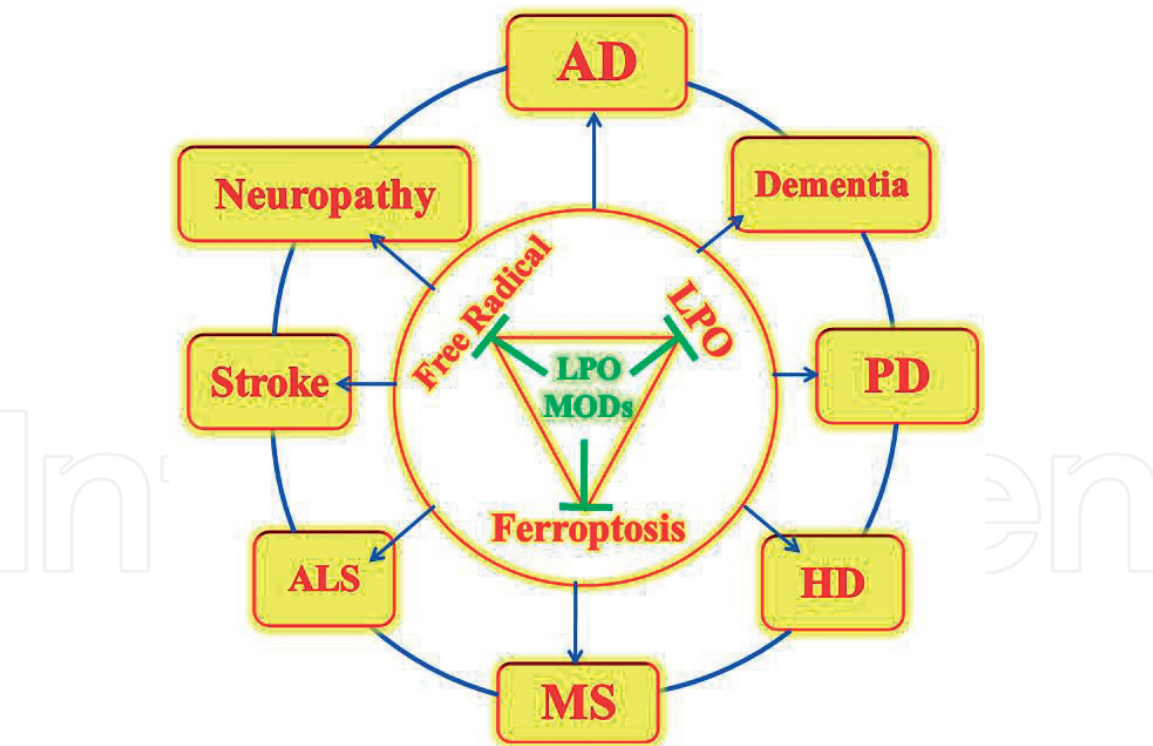 AD
Dementia
PD
HD
MS
ALS
Stroke
Neuropathy
Free Radical
LPO
LPO
MODs
Ferroptosis